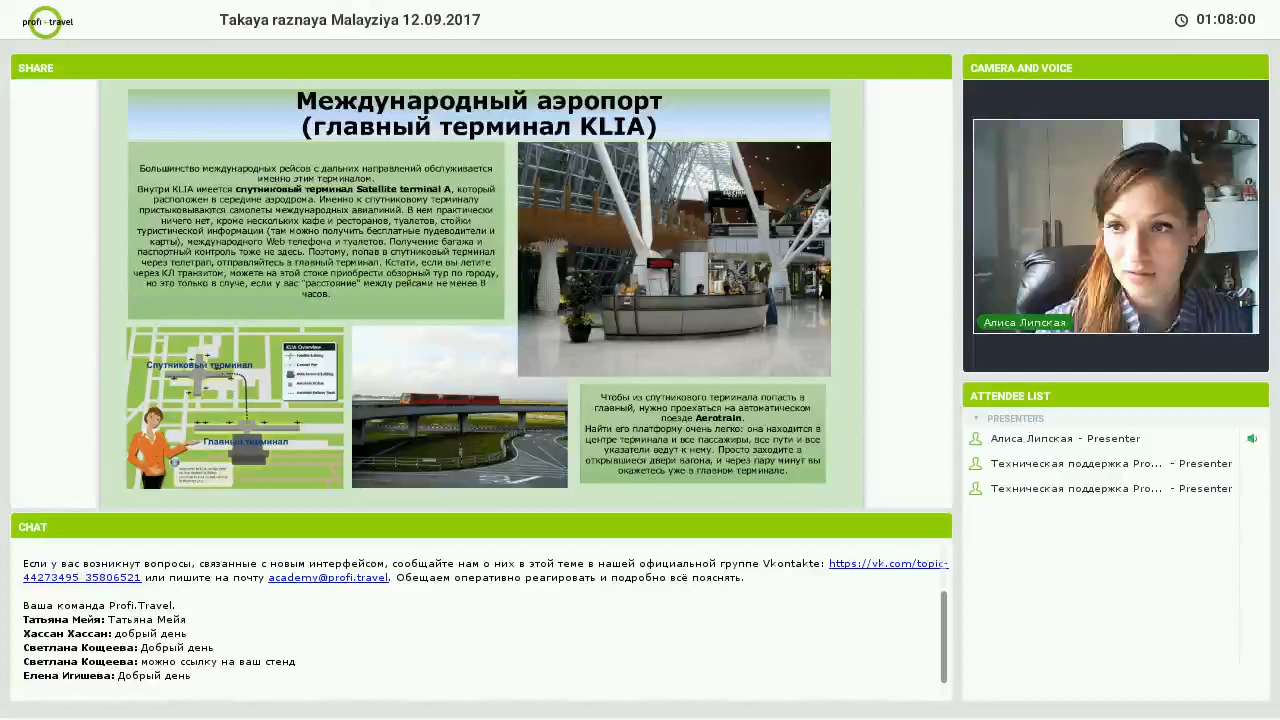 profi travel
Takaya raznaya Malayziya 12.09.2017
01:08:00
SHARE
Международный аэропорт
(главный терминал KLIA)
Большинство международных рейсов с дальних направлений обслуживается
именно этим терминалом.
Внутри KLIA имеется спутниковый терминал Satellite terminal A, который
расположен в середине аэродрома. Именно к спутниковому терминалу
пристыковываются самолеты международных авиалиний. В нем практически
ничего нет, кроме нескольких кафе и ресторанов, туалетов, стойки
туристической информации (там можно получить бесплатные путеводители и
карты), международного Web телефона и туалетов. Получение багажа и
паспортный контроль тоже не здесь. Поэтому, попав в спутниковый терминал
через телетрап, отправляйтесь в главный терминал. Кстати, если вы летите
через КЛ транзитом, можете на этой стоке приобрести обзорный тур по городу,
но это только в случе, если у вас "расстояние" между рейсами не менее 8
часов.
KLIA Overview
Спутниковый терминал
Главный терминал
Чтобы из спутникового терминала попасть в
главный, нужно проехаться на автоматическом
поезде Aerotrain.
Найти его платформу очень легко: она находится в
центре терминала и все пассажиры, все пути и все
указатели ведут к нему. Просто заходите в
открывшиеся двери вагона, и через пару минут вы
окажетесь уже в главном терминале.
CAMERA AND VOICE
Алиса Липская
ATTENDEE LIST
PRESENTERS
Алиса Липская - Presenter
Техническая поддержка Pro... - Presenter
Техническая поддержка Pro... - Presenter
CHAT
Если у вас возникнут вопросы, связанные с новым интерфейсом, сообщайте нам о них в этой теме в нашей официальной группе Vkontakte: https://vk.com/topic-
44273495_35806521 или пишите на почту academy@profi.travel. Обещаем оперативно реагировать и подробно всё пояснять.
Ваша команда Profi.Travel.
Татьяна Мейя: Татьяна Мейя
Хассан Хассан: добрый день
Светлана Кощеева: Добрый день
Светлана Кощеева: можно ссылку на ваш стенд
Елена Игишева: Добрый день